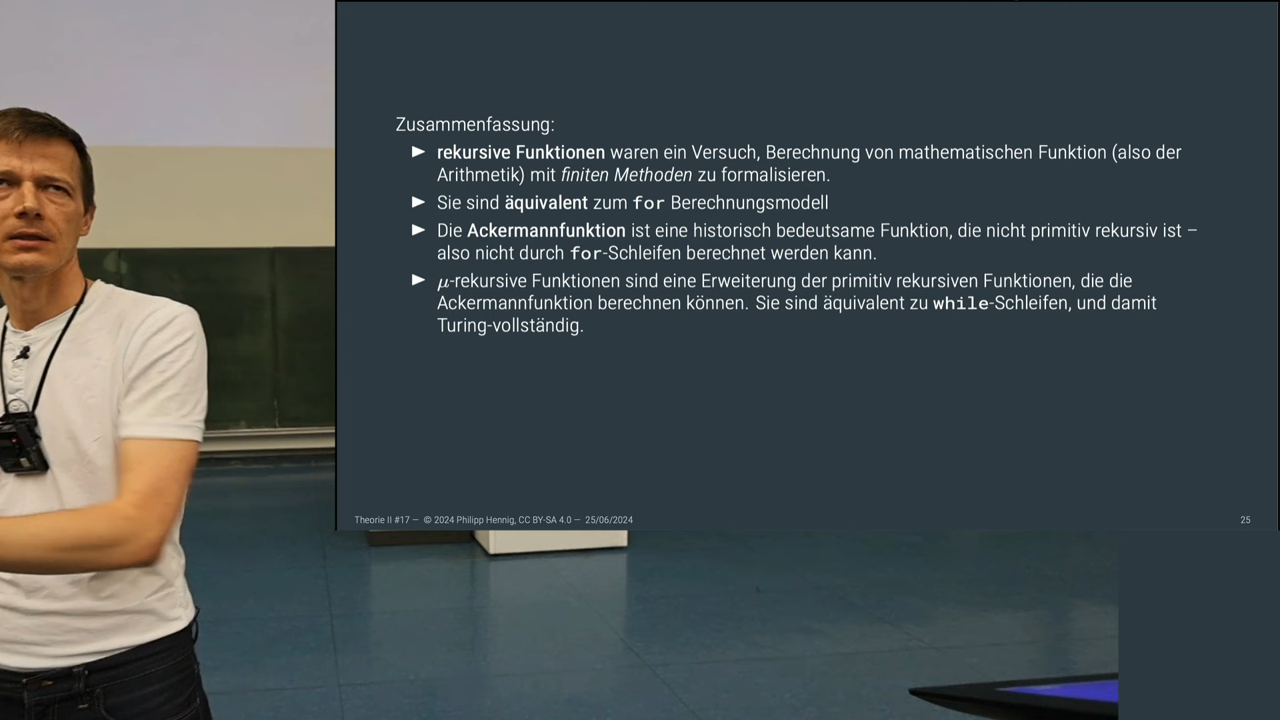 Zusammenfassung:
► rekursive Funktionen waren ein Versuch, Berechnung von mathematischen Funktion (also der
Arithmetik) mit finiten Methoden zu formalisieren.
► Sie sind äquivalent zum for Berechnungsmodell
► Die Ackermannfunktion ist eine historisch bedeutsame Funktion, die nicht primitiv rekursiv ist –
also nicht durch for-Schleifen berechnet werden kann.
► μ-rekursive Funktionen sind eine Erweiterung der primitiv rekursiven Funktionen, die die
Ackermannfunktion berechnen können. Sie sind äquivalent zu while-Schleifen, und damit
Turing-vollständig.
Theorie II #17 — © 2024 Philipp Hennig, CC BY-SA 4.0 — 25/06/2024
25